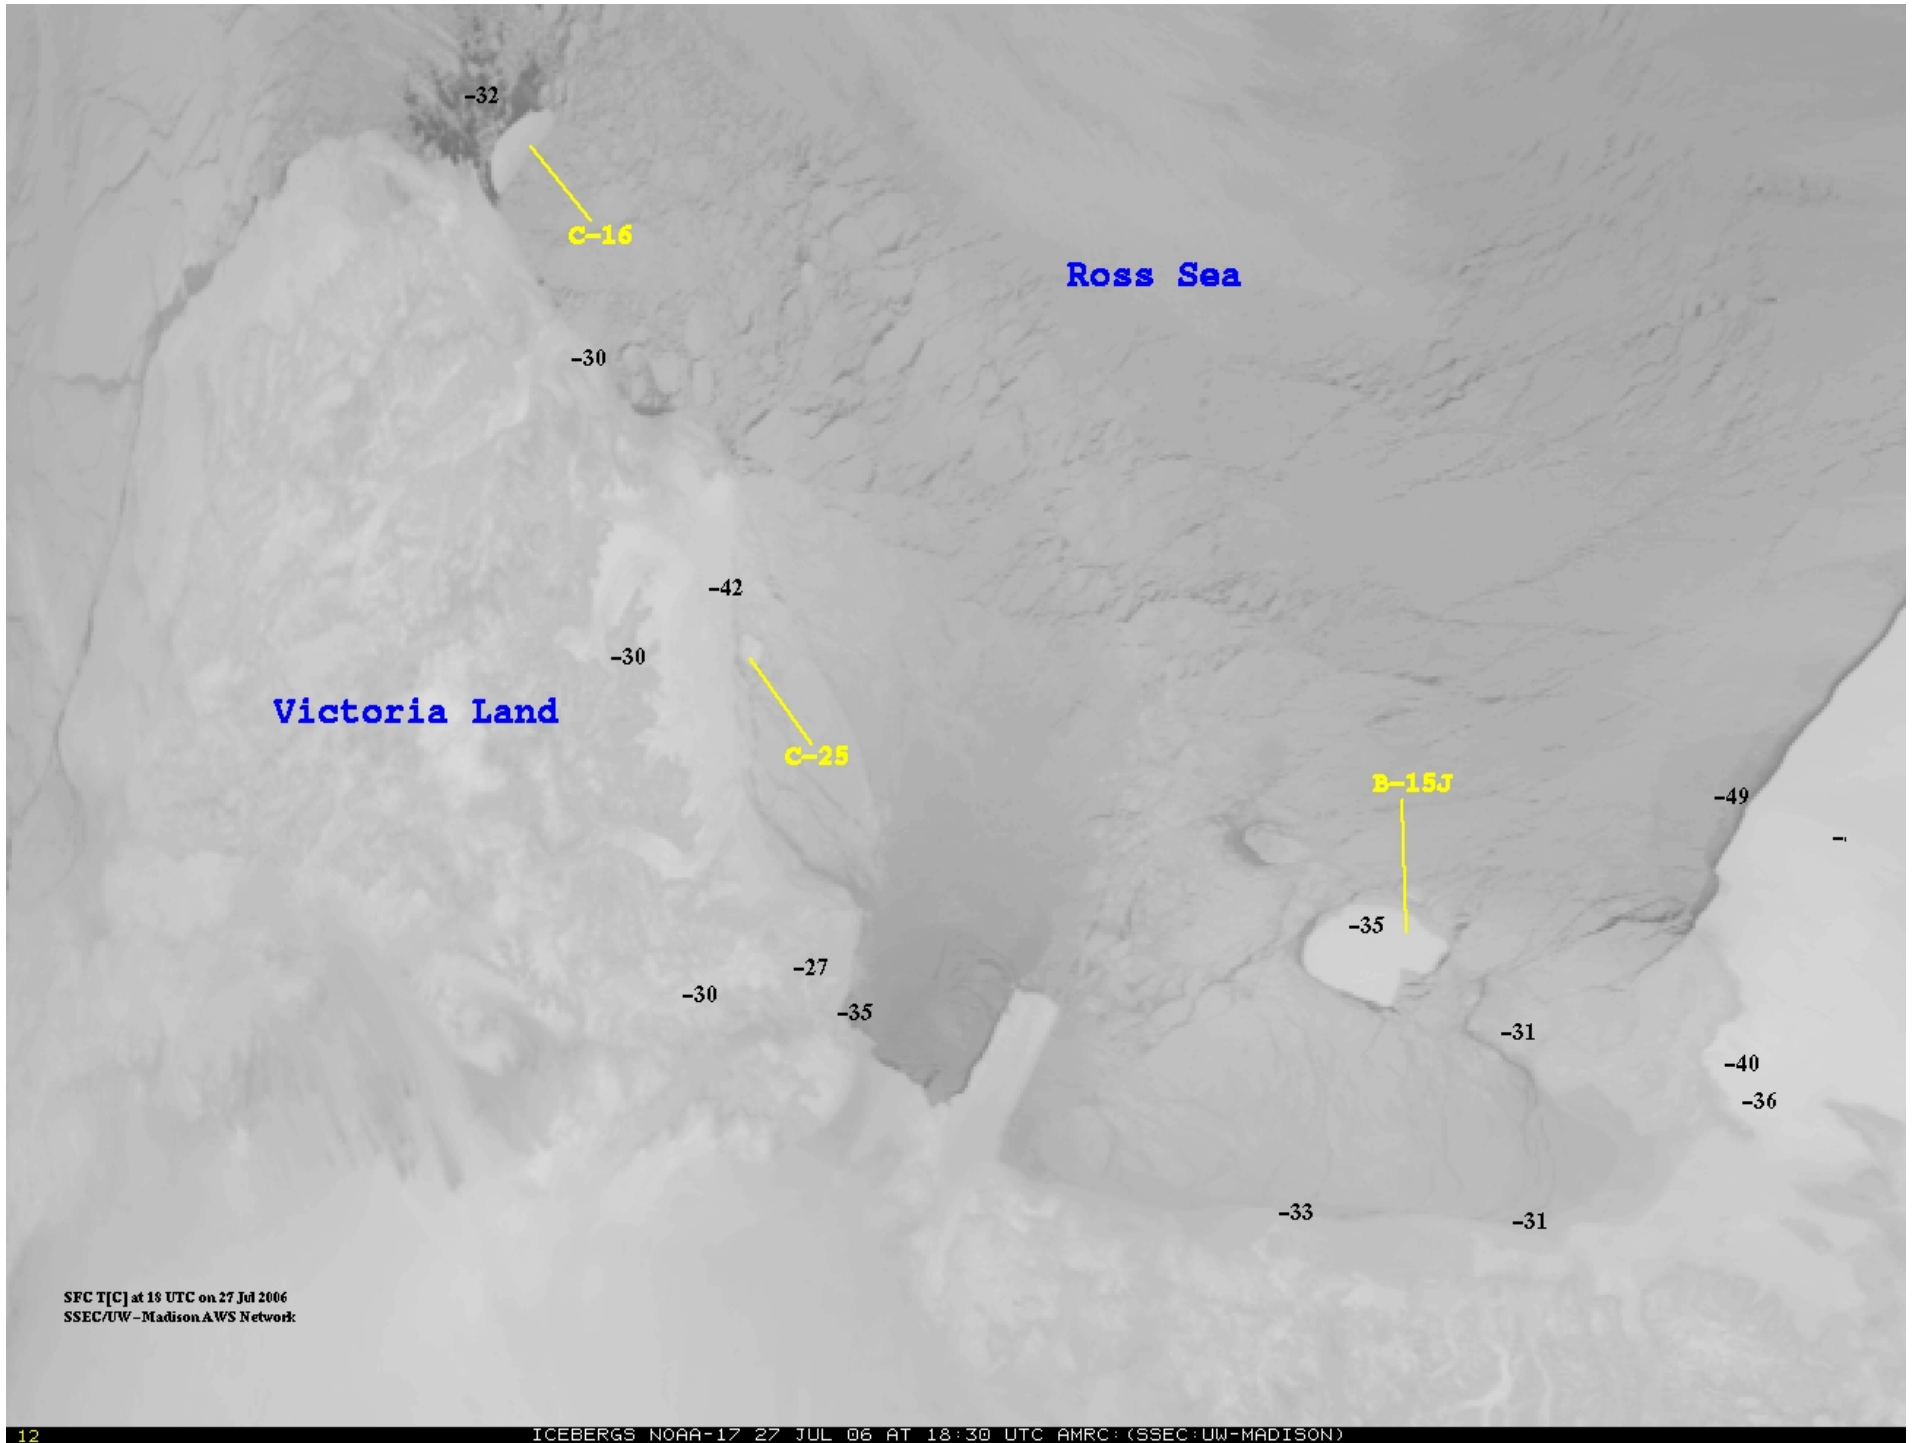 -32
C-16
Ross Sea
-30
-42
-30
Victoria Land
C-25
B-15J
-49
-35
-27
-30
-35
-31
-40
-36
-33
-31
SFC T[C] at 18 UTC on 27 Jul 2006
SSEC/UW-Madison AWS Network
12
ICEBERGS NOAA-17 27 JUL 06 AT 18:30 UTC AMRC:(SSEC:UW-MADISON)